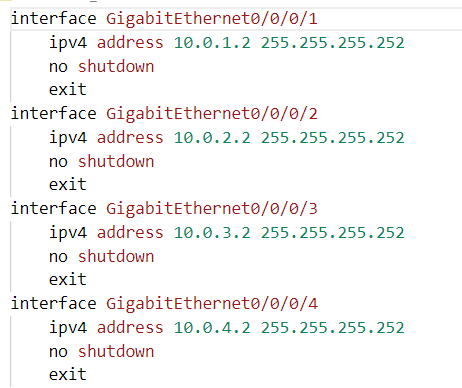 interface GigabitEthernet0/0/0/1
ipv4 address 10.0.1.2 255.255.255.252
no shutdown
exit
interface GigabitEthernet0/0/0/2
ipv4 address 10.0.2.2 255.255.255.252
no shutdown
exit
interface GigabitEthernet0/0/0/3
ipv4 address 10.0.3.2 255.255.255.252
no shutdown
exit
interface GigabitEthernet0/0/0/4
ipv4 address 10.0.4.2 255.255.255.252
no shutdown
exit